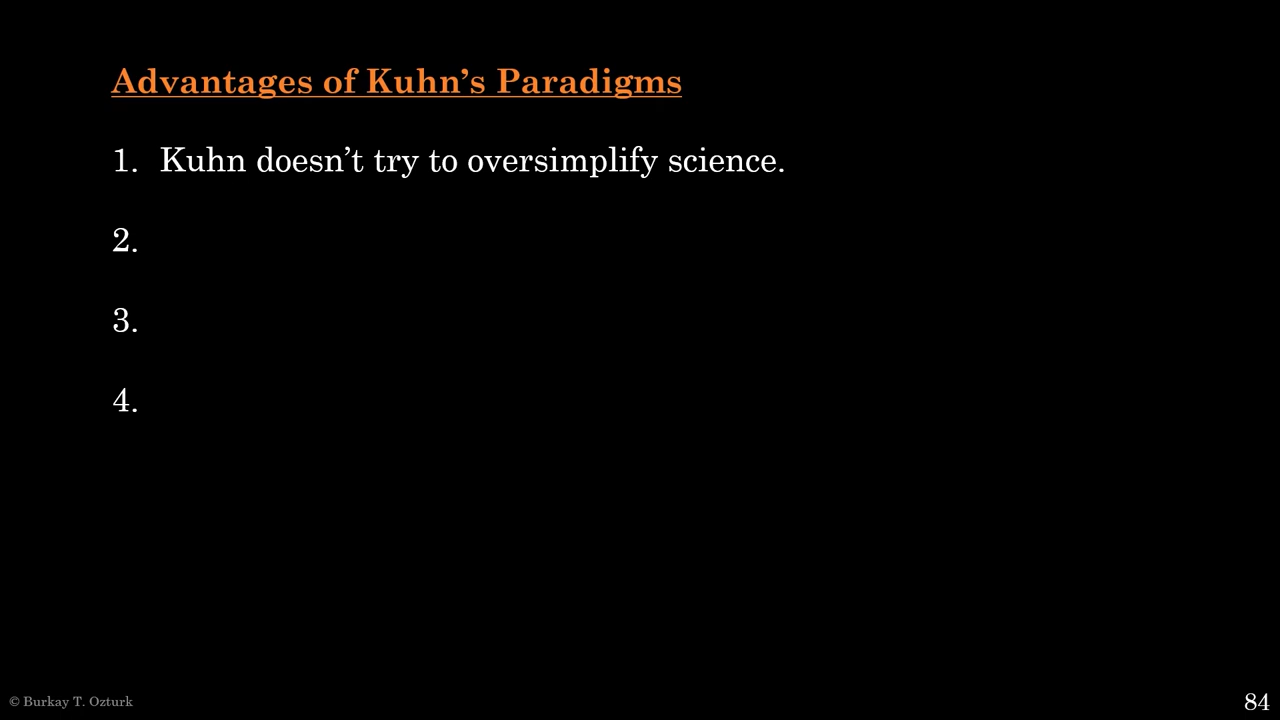 Advantages of Kuhn’s Paradigms
1. Kuhn doesn’t try to oversimplify science.
2.
3.
4.
© Burkay T. Ozturk
84